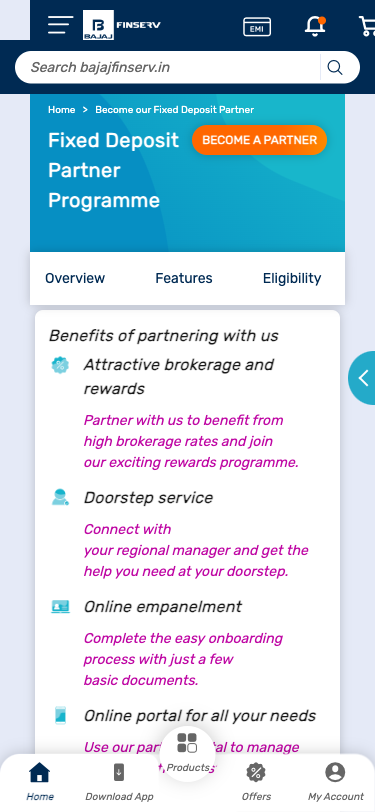 BAJAJ
FINSERV
EMI
Search bajajfinserv.in
Home > Become our Fixed Deposit Partner
Fixed Deposit
Partner
Programme
BECOME A PARTNER
Overview
Features
Eligibility
Benefits of partnering with us
Attractive brokerage and
rewards
Partner with us to benefit from
high brokerage rates and join
our exciting rewards programme.
Doorstep service
Connect with
your regional manager and get the
help you need at your doorstep.
Online empanelment
Complete the easy onboarding
process with just a few
basic documents.
Online portal for all your needs
Use our to manage
Home
Download App
Products
Offers
My Account